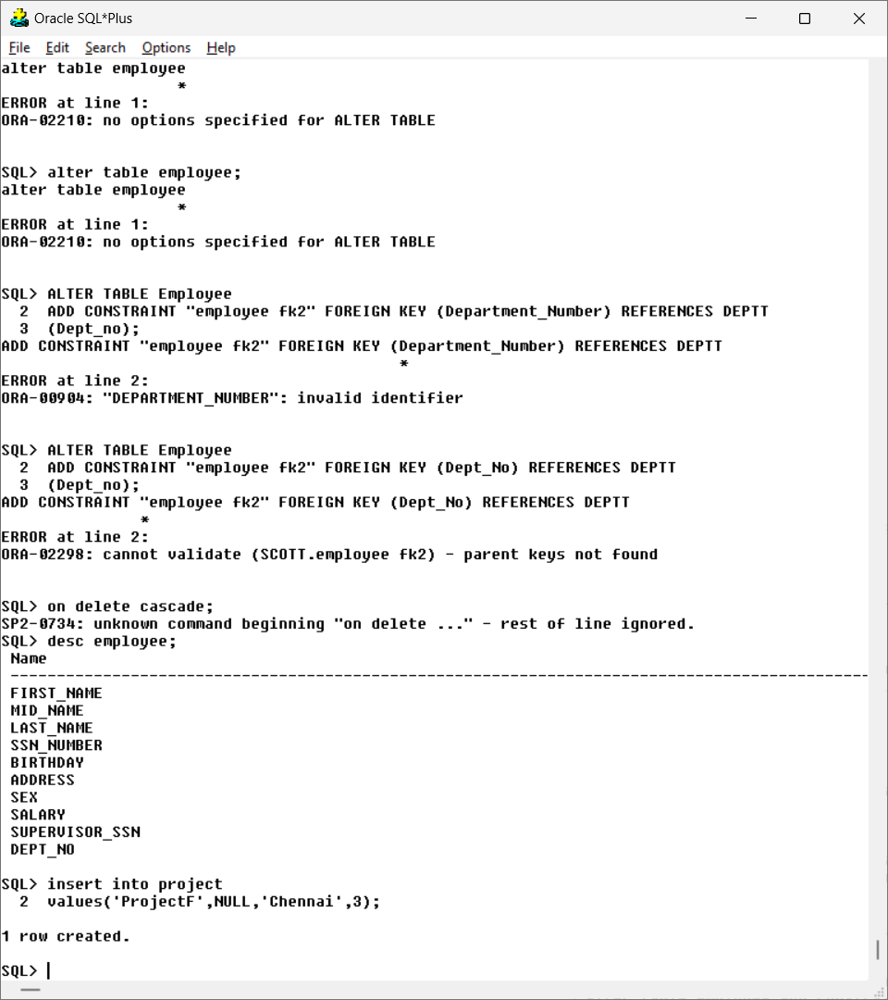 Oracle SQL*Plus
File Edit Search Options Help
alter table employee
*
ERROR at line 1:
ORA-02210: no options specified for ALTER TABLE
SQL> alter table employee;
alter table employee
*
ERROR at line 1:
ORA-02210: no options specified for ALTER TABLE
SQL> ALTER TABLE Employee
2 ADD CONSTRAINT "employee fk2" FOREIGN KEY (Department_Number) REFERENCES DEPTT
3 (Dept_no);
ADD CONSTRAINT "employee fk2" FOREIGN KEY (Department_Number) REFERENCES DEPTT
*
ERROR at line 2:
ORA-00904: "DEPARTMENT_NUMBER": invalid identifier
SQL> ALTER TABLE Employee
2 ADD CONSTRAINT "employee fk2" FOREIGN KEY (Dept_No) REFERENCES DEPTT
3 (Dept_no);
ADD CONSTRAINT "employee fk2" FOREIGN KEY (Dept_No) REFERENCES DEPTT
*
ERROR at line 2:
ORA-02298: cannot validate (SCOTT.employee fk2) - parent keys not found
SQL> on delete cascade;
SP2-0734: unknown command beginning "on delete ..." - rest of line ignored.
SQL> desc employee;
Name
---------------------------------------------------------------------------------------------
FIRST_NAME
MID_NAME
LAST_NAME
SSN_NUMBER
BIRTHDAY
ADDRESS
SEX
SALARY
SUPERVISOR_SSN
DEPT_NO
SQL> insert into project
2 values('ProjectF',NULL,'Chennai',3);
1 row created.
SQL>